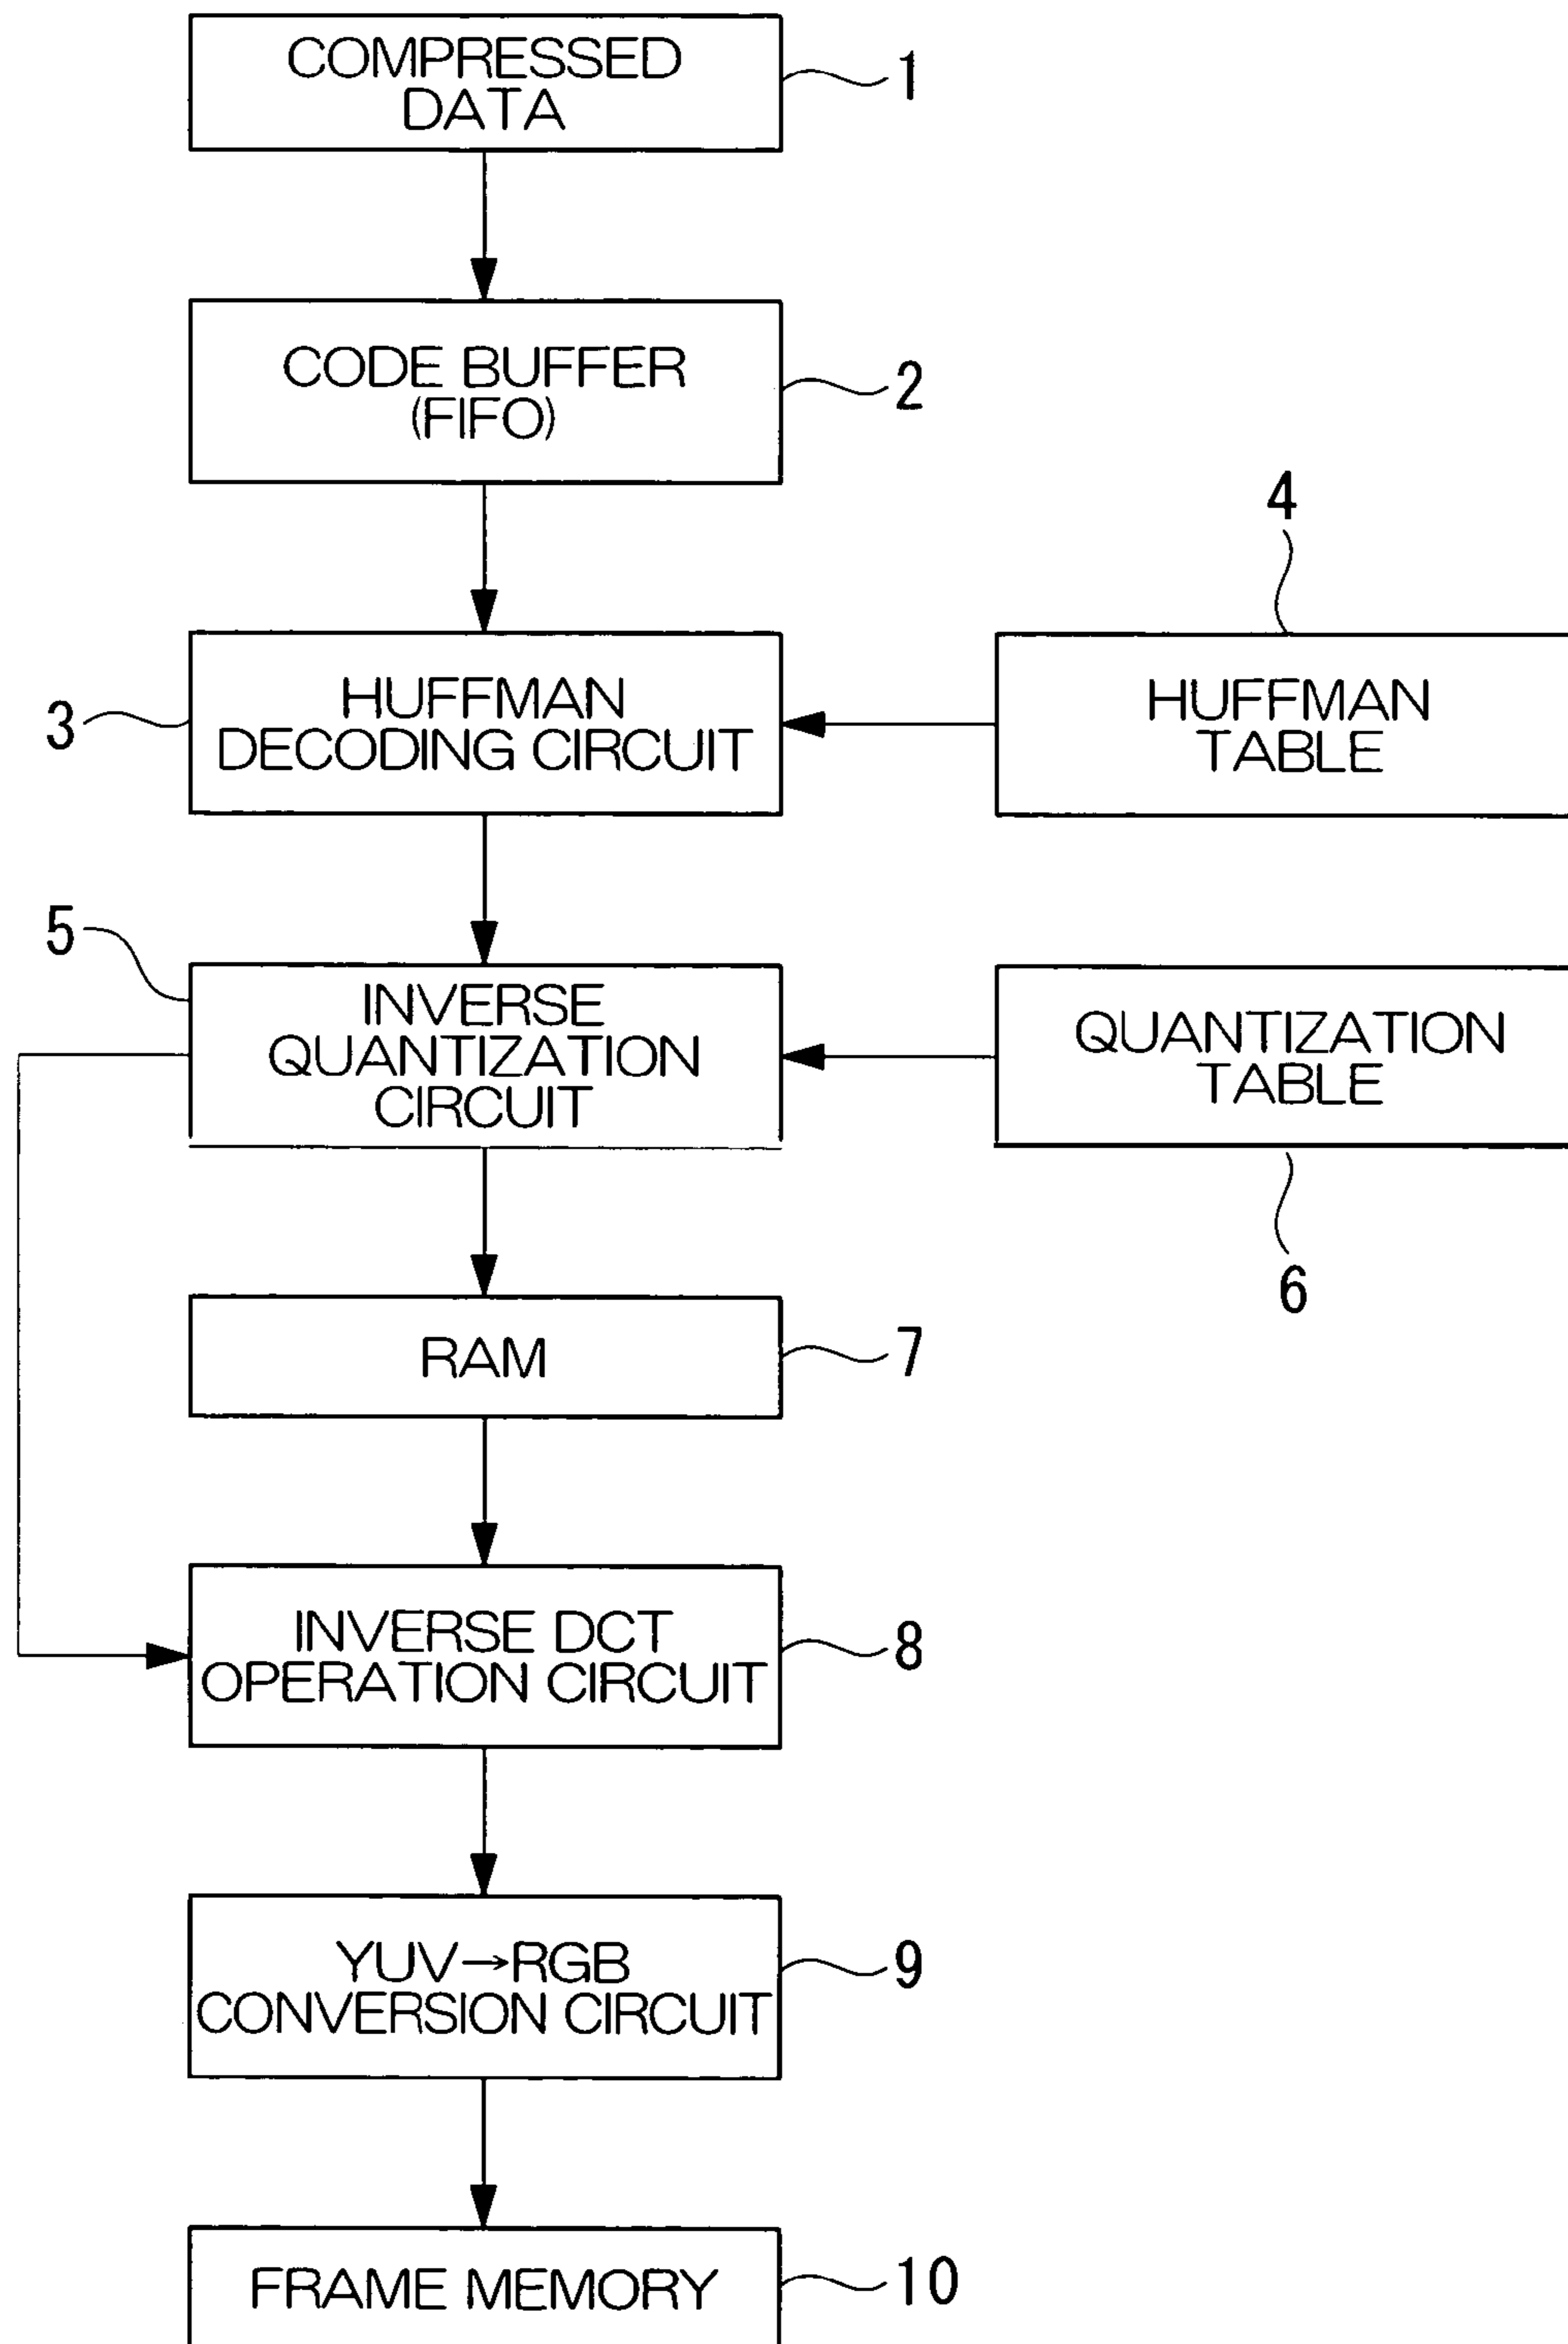 COMPRESSED
DATA
1
CODE BUFFER
(FIFO)
2
4
HUFFMAN
DECODING CIRCUIT
3
HUFFMAN
TABLE
5
INVERSE
QUANTIZATION
CIRCUIT
QUANTIZATION
TABLE
6
RAM
7
INVERSE DCT
OPERATION CIRCUIT
8
YUV→RGB
CONVERSION CIRCUIT
9
FRAME MEMORY
10